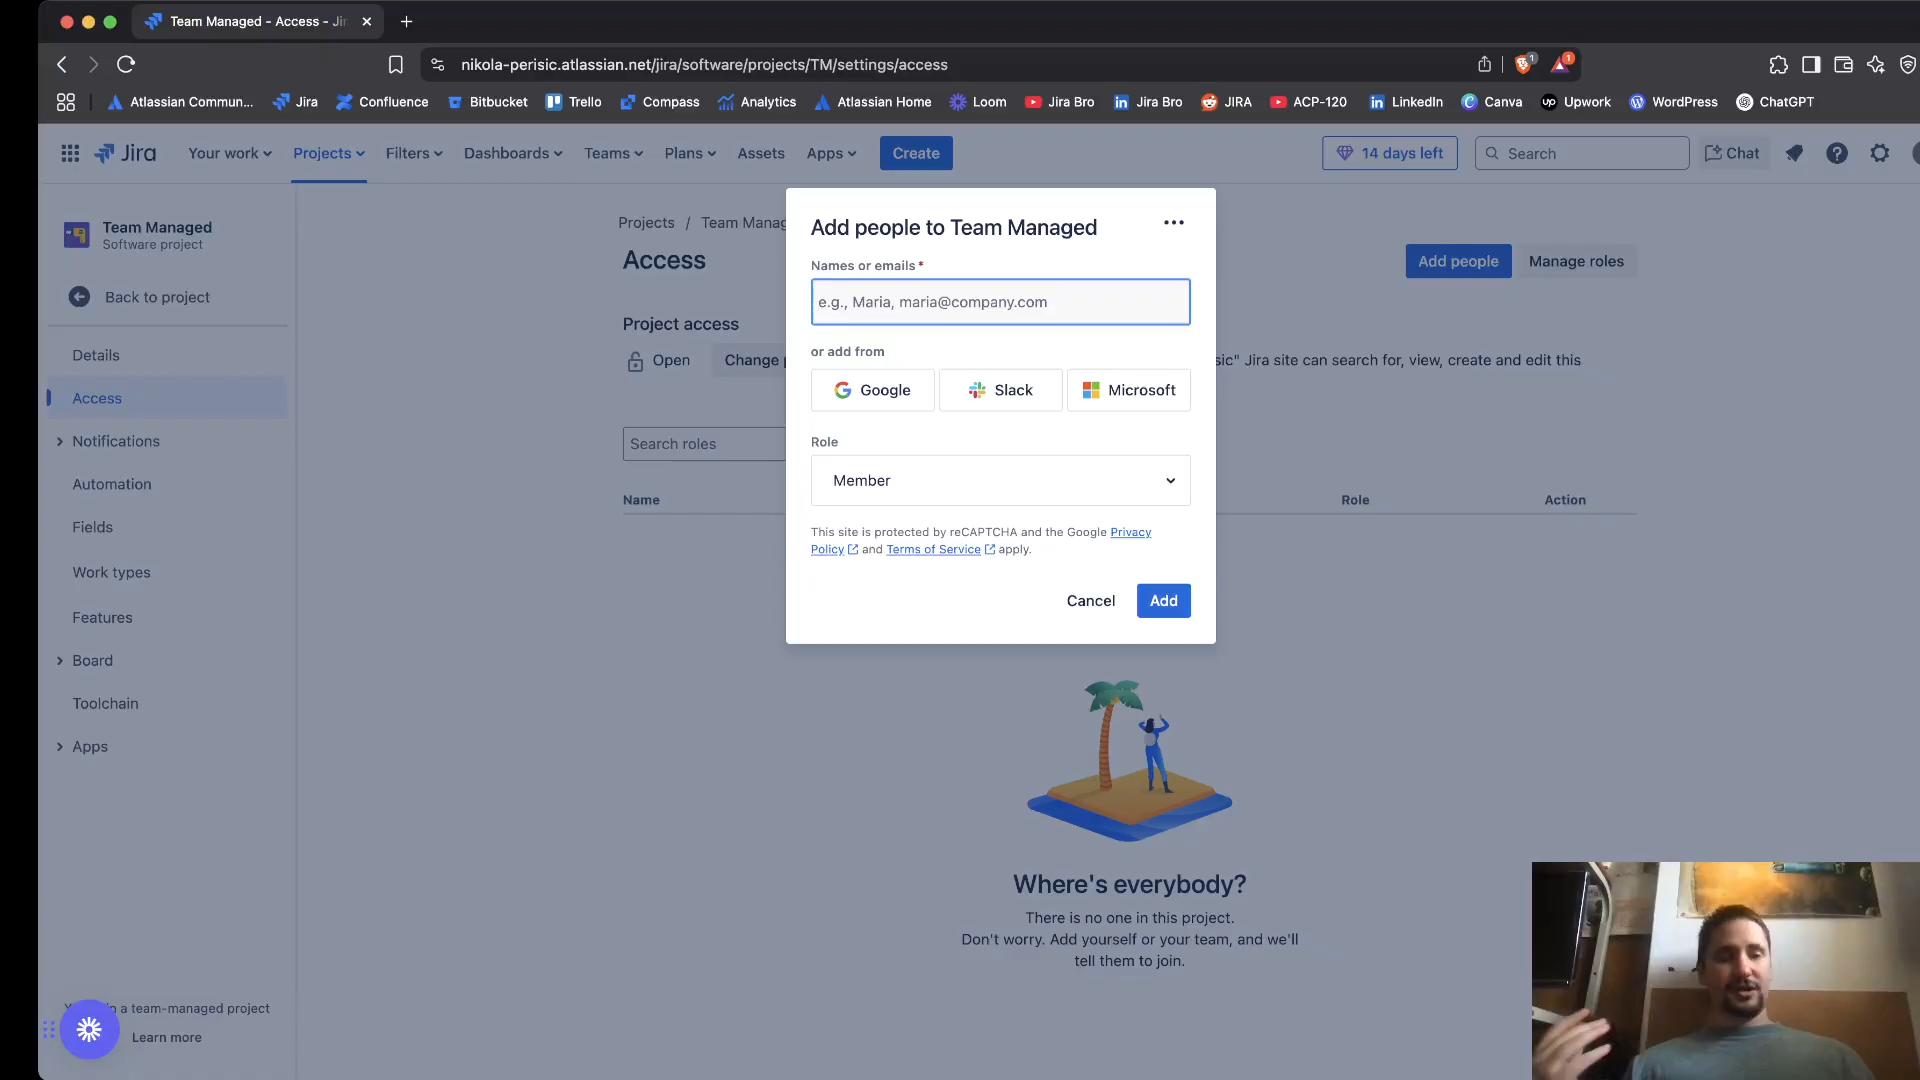 Team Managed - Access - Jir
nikola-perisic.atlassian.net/jira/software/projects/TM/settings/access
1
1
Atlassian Commun...
Jira
Confluence
Bitbucket
Trello
Compass
Analytics
Atlassian Home
Loom
Jira Bro
Jira Bro
JIRA
ACP-120
LinkedIn
Canva
up
Upwork
WordPress
ChatGPT
Jira
Your work
Projects
Filters
Dashboards
Teams
Plans
Assets
Apps
Create
14 days left
Search
Chat
Team Managed
Software project
Back to project
Details
Access
Notifications
Automation
Fields
Work types
Features
Board
Toolchain
Apps
a team-managed project
Learn more
Projects / Team Manag
Access
Add people
Manage roles
Project access
Open
Change
sic" Jira site can search for, view, create and edit this
Search roles
Name
Role
Action
Add people to Team Managed
Names or emails *
e.g., Maria, maria@company.com
or add from
Google
Slack
Microsoft
Role
Member
This site is protected by reCAPTCHA and the Google Privacy
Policy and Terms of Service apply.
Cancel
Add
Where's everybody?
There is no one in this project.
Don't worry. Add yourself or your team, and we'll
tell them to join.